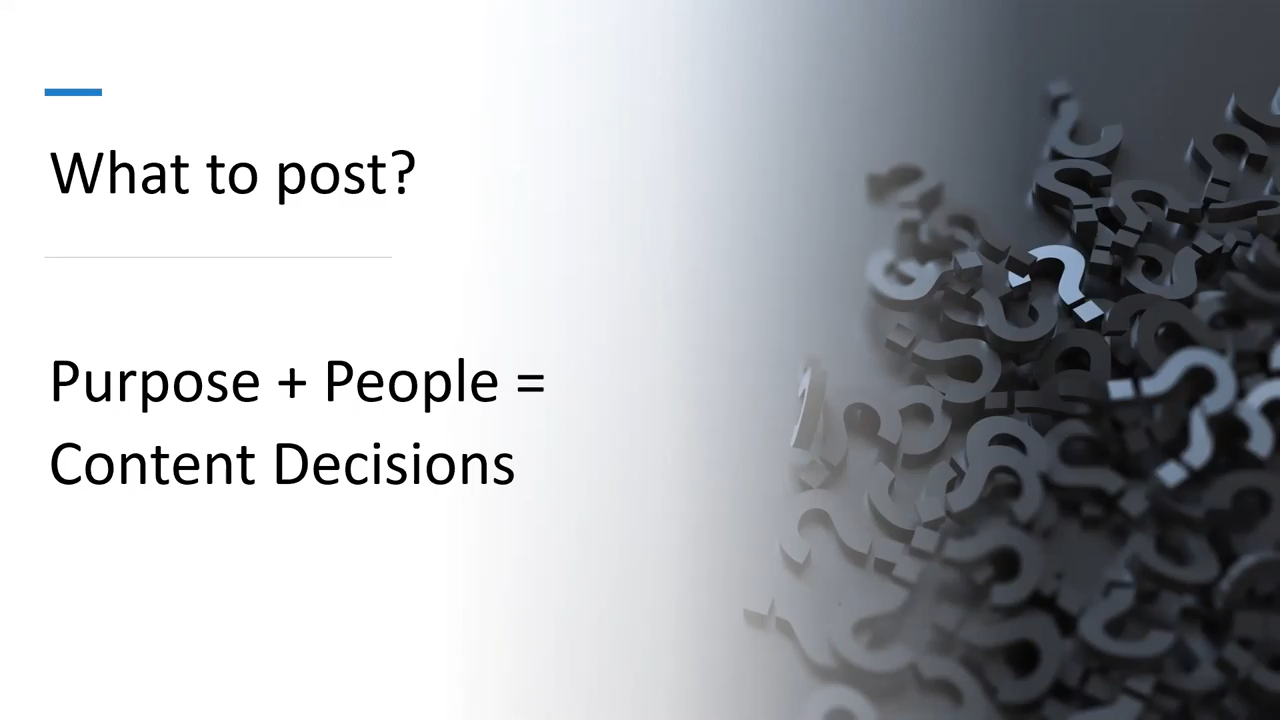 What to post?
Purpose + People =
Content Decisions